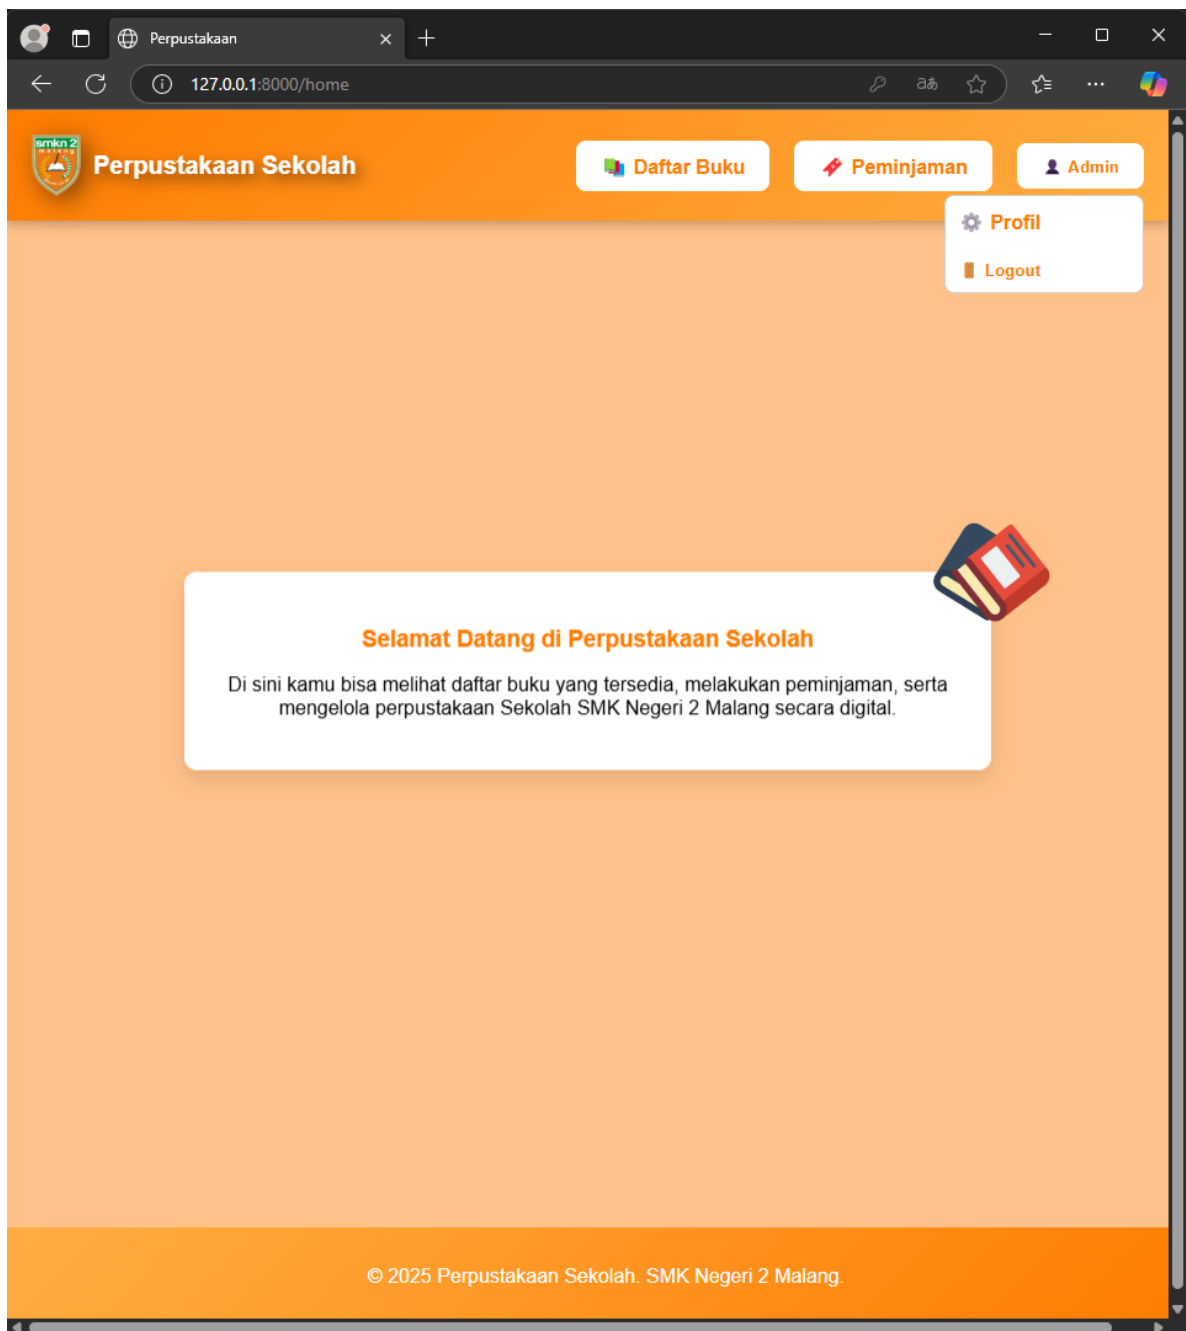 Perpustakaan
127.0.0.1:8000/home
smkn 2
malang
Perpustakaan Sekolah
Daftar Buku
Peminjaman
Admin
Profil
Logout
Selamat Datang di Perpustakaan Sekolah
Di sini kamu bisa melihat daftar buku yang tersedia, melakukan peminjaman, serta
mengelola perpustakaan Sekolah SMK Negeri 2 Malang secara digital.
© 2025 Perpustakaan Sekolah. SMK Negeri 2 Malang.